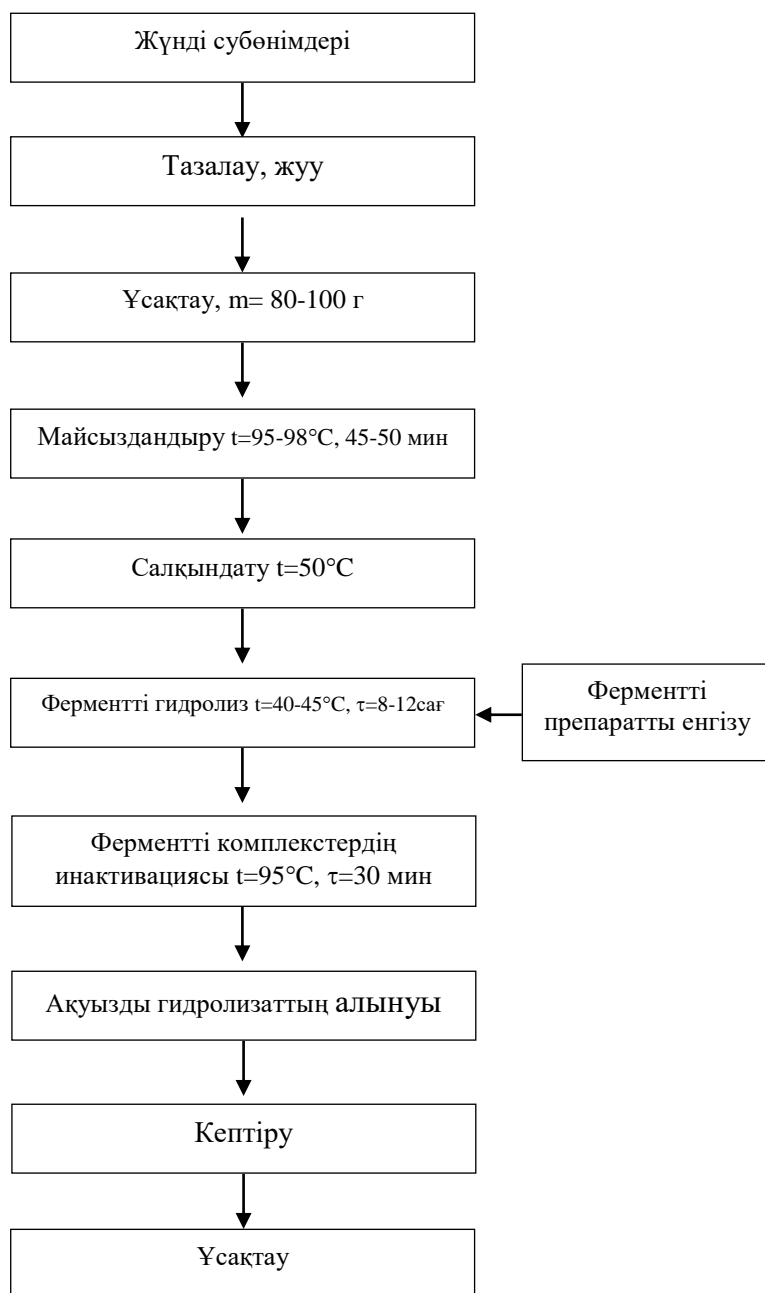 Жүнді субөнімдері
Тазалау, жуу
Ұсақтау, m= 80-100 г
Майсыздандыру t=95-98°С, 45-50 мин
Салқындату t=50°С
Ферментті гидролиз t=40-45°С, τ=8-12сағ
Ферментті
препаратты енгізу
Ферментті комплекстердің
инактивациясы t=95°С, τ=30 мин
Ақуызды гидролизаттың алынуы
Кептіру
Ұсақтау